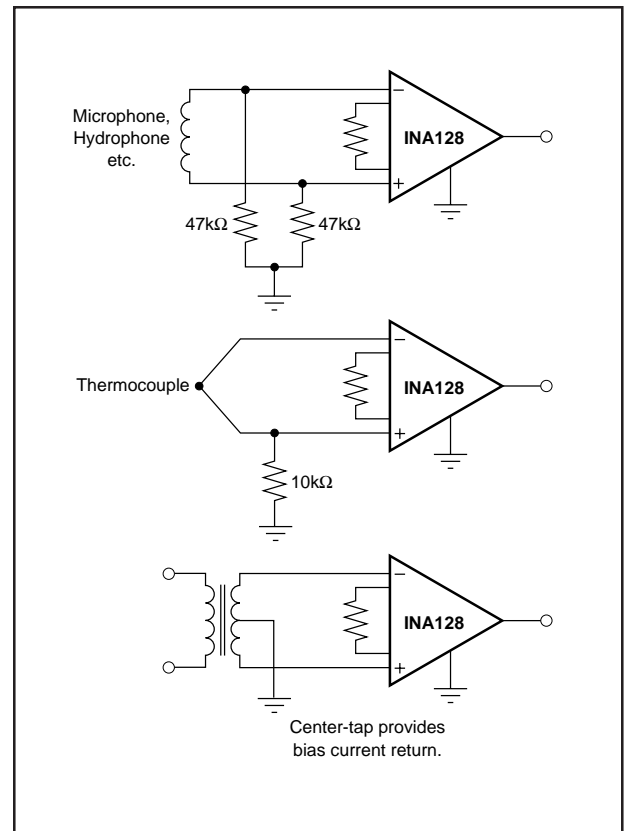 Microphone,
Hydrophone
etc.
−
INA128
+
47kΩ
47kΩ
−
Thermocouple
INA128
+
10kΩ
−
INA128
+
Center-tap provides
bias current return.